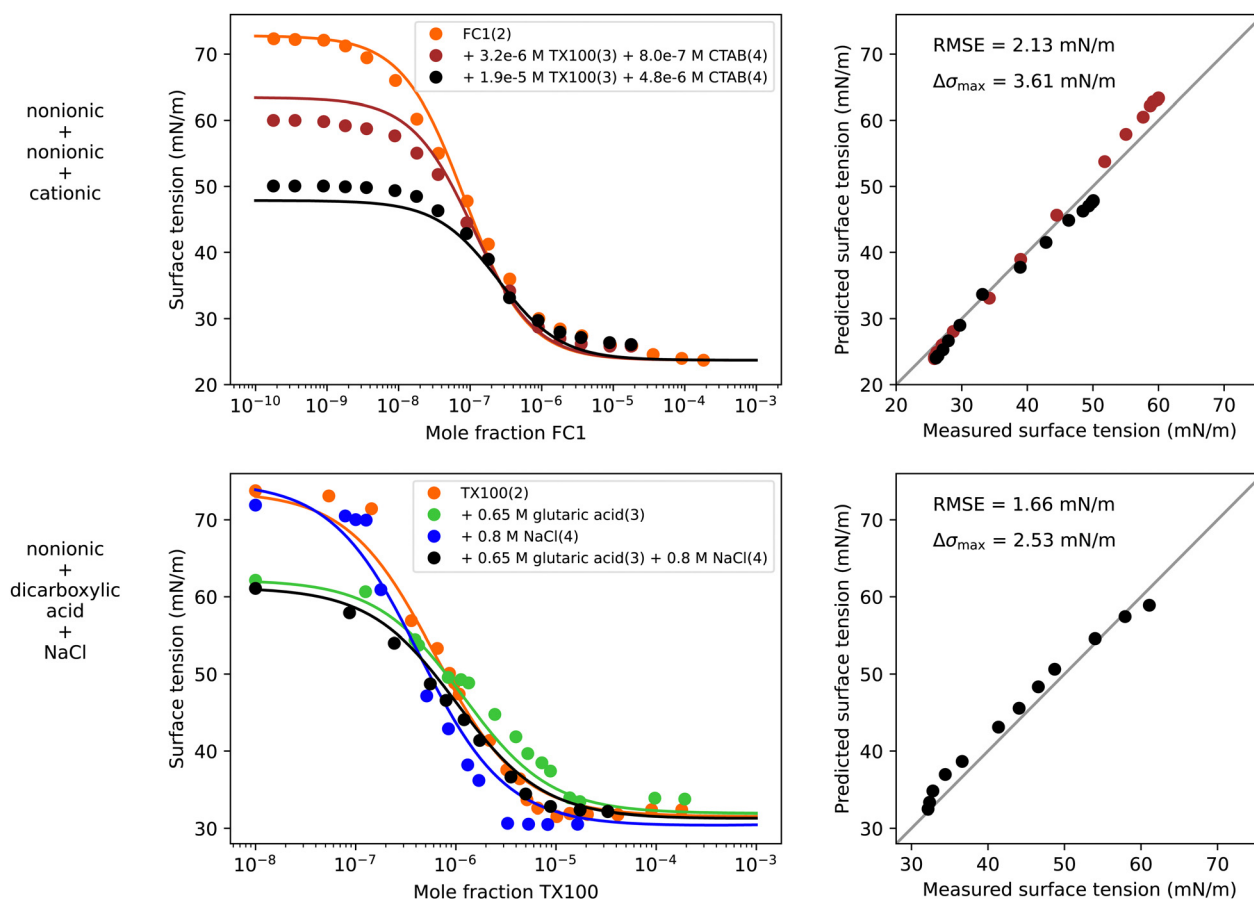 nonionic
+
nonionic
+
cationic
Surface tension (mN/m)
70
60
50
40
30
20
FC1(2)
+ 3.2e-6 M TX100(3) + 8.0e-7 M CTAB(4)
+ 1.9e-5 M TX100(3) + 4.8e-6 M CTAB(4)
10⁻¹⁰ 10⁻⁹ 10⁻⁸ 10⁻⁷ 10⁻⁶ 10⁻⁵ 10⁻⁴ 10⁻³
Mole fraction FC1
Predicted surface tension (mN/m)
70
60
50
40
30
20
RMSE = 2.13 mN/m
Δσmax = 3.61 mN/m
20 30 40 50 60 70
Measured surface tension (mN/m)
nonionic
+
dicarboxylic
acid
+
NaCl
Surface tension (mN/m)
70
60
50
40
30
TX100(2)
+ 0.65 M glutaric acid(3)
+ 0.8 M NaCl(4)
+ 0.65 M glutaric acid(3) + 0.8 M NaCl(4)
10⁻⁸ 10⁻⁷ 10⁻⁶ 10⁻⁵ 10⁻⁴ 10⁻³
Mole fraction TX100
Predicted surface tension (mN/m)
70
60
50
40
30
RMSE = 1.66 mN/m
Δσmax = 2.53 mN/m
30 40 50 60 70
Measured surface tension (mN/m)